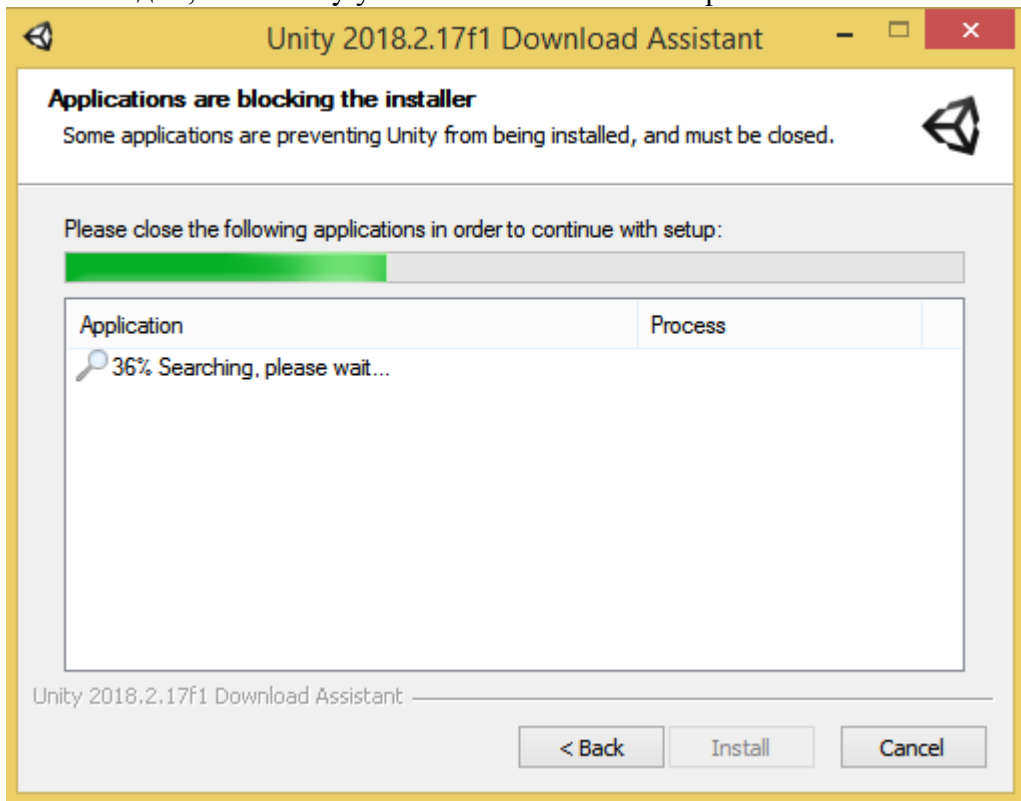 Unity 2018.2.17f1 Download Assistant
Applications are blocking the installer
Some applications are preventing Unity from being installed, and must be closed.
Please close the following applications in order to continue with setup:
Application Process
36% Searching, please wait...
Unity 2018.2.17f1 Download Assistant
< Back Install Cancel